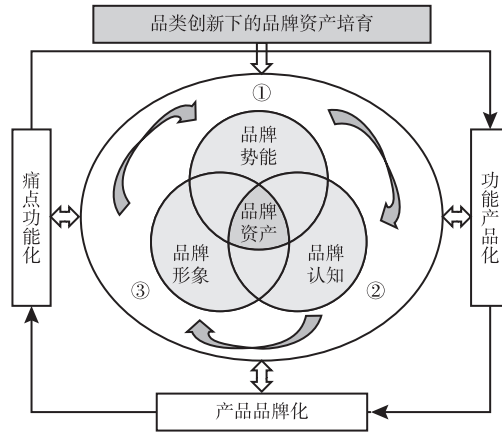 品类创新下的品牌资产培育
①
品牌
势能
痛点功能化
品牌
资产
功能产品化
品牌
形象
品牌
认知
③
②
产品品牌化